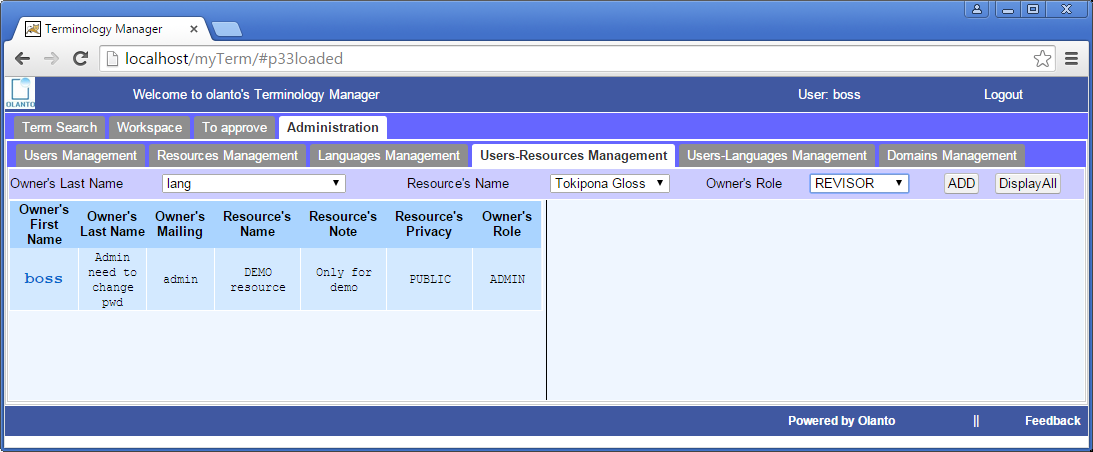 Terminology Manager
localhost/myTerm/#p33loaded
OLANTO
Welcome to olanto's Terminology Manager User: boss Logout
Term Search Workspace To approve Administration
Users Management Resources Management Languages Management Users-Resources Management Users-Languages Management Domains Management
Owner's Last Name lang Resource's Name Tokipona Gloss Owner's Role REVISOR ADD DisplayAll
Owner's First Name Owner's Last Name Owner's Mailing Resource's Name Resource's Note Resource's Privacy Owner's Role
boss Admin need to change pwd admin DEMO resource Only for demo PUBLIC ADMIN
Powered by Olanto || Feedback